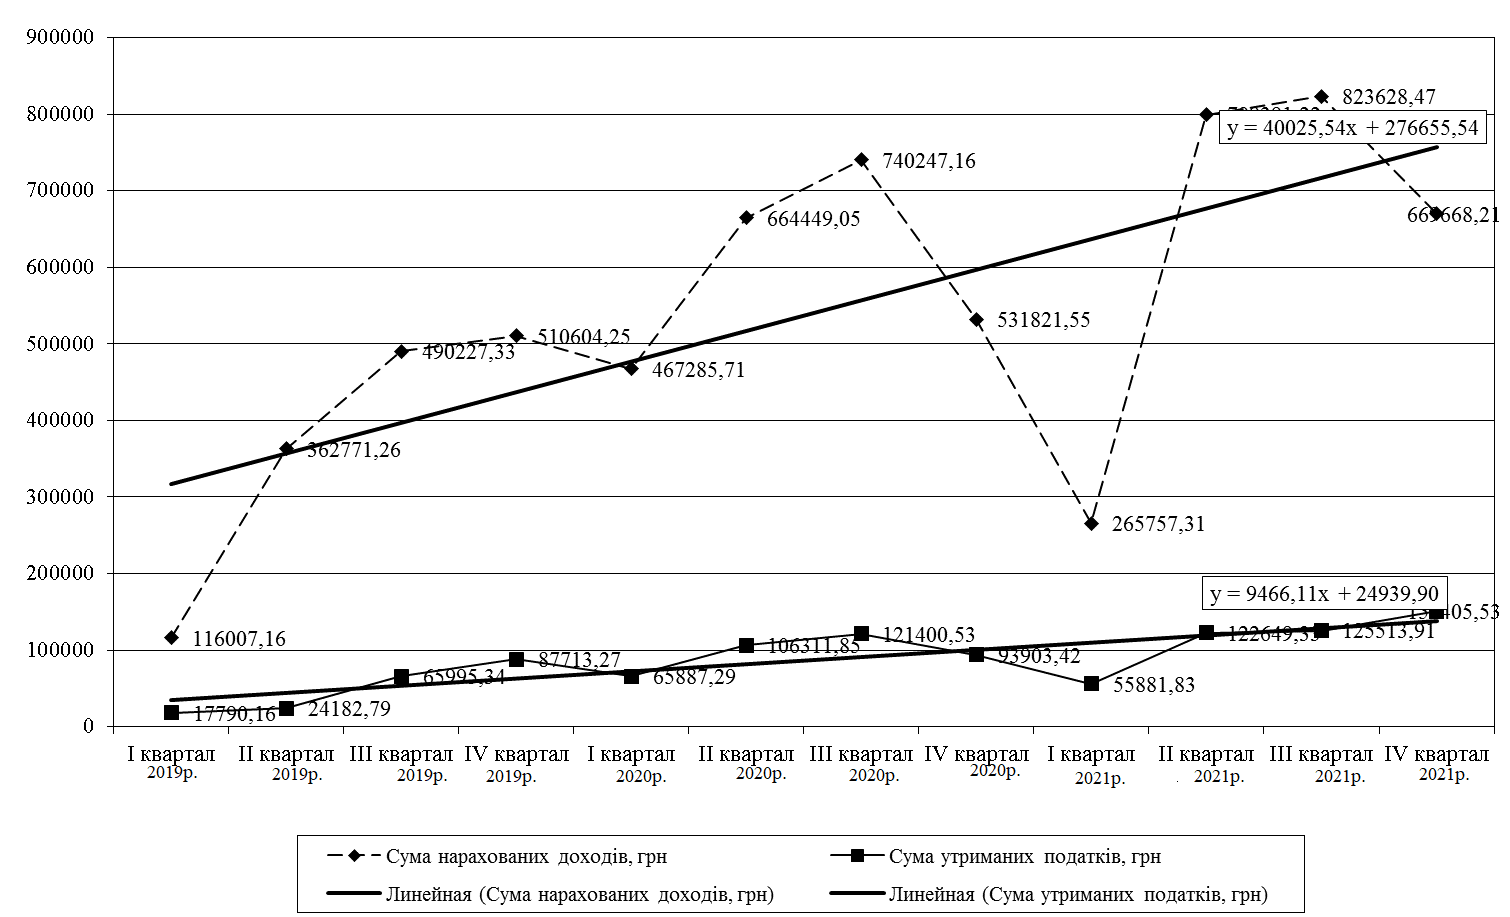 900000
800000
700000
600000
500000
400000
300000
200000
100000
0
823628,47
y = 40025,54x + 276655,54
740247,16
664449,05
531821,55
510604,25
490227,33
467285,71
362771,26
265757,31
116007,16
y = 9466,11x + 24939,90
125513,91
121400,53
106311,85
93903,42
87713,27
65995,34
65887,29
55881,83
24182,79
17790,16
I квартал 2019р.
II квартал 2019р.
III квартал 2019р.
IV квартал 2019р.
I квартал 2020р.
II квартал 2020р.
III квартал 2020р.
IV квартал 2020р.
I квартал 2021р.
II квартал 2021р.
III квартал 2021р.
IV квартал 2021р.
Сума нарахованих доходів, грн
Сума утриманих податків, грн
Линейная (Сума нарахованих доходів, грн)
Линейная (Сума утриманих податків, грн)